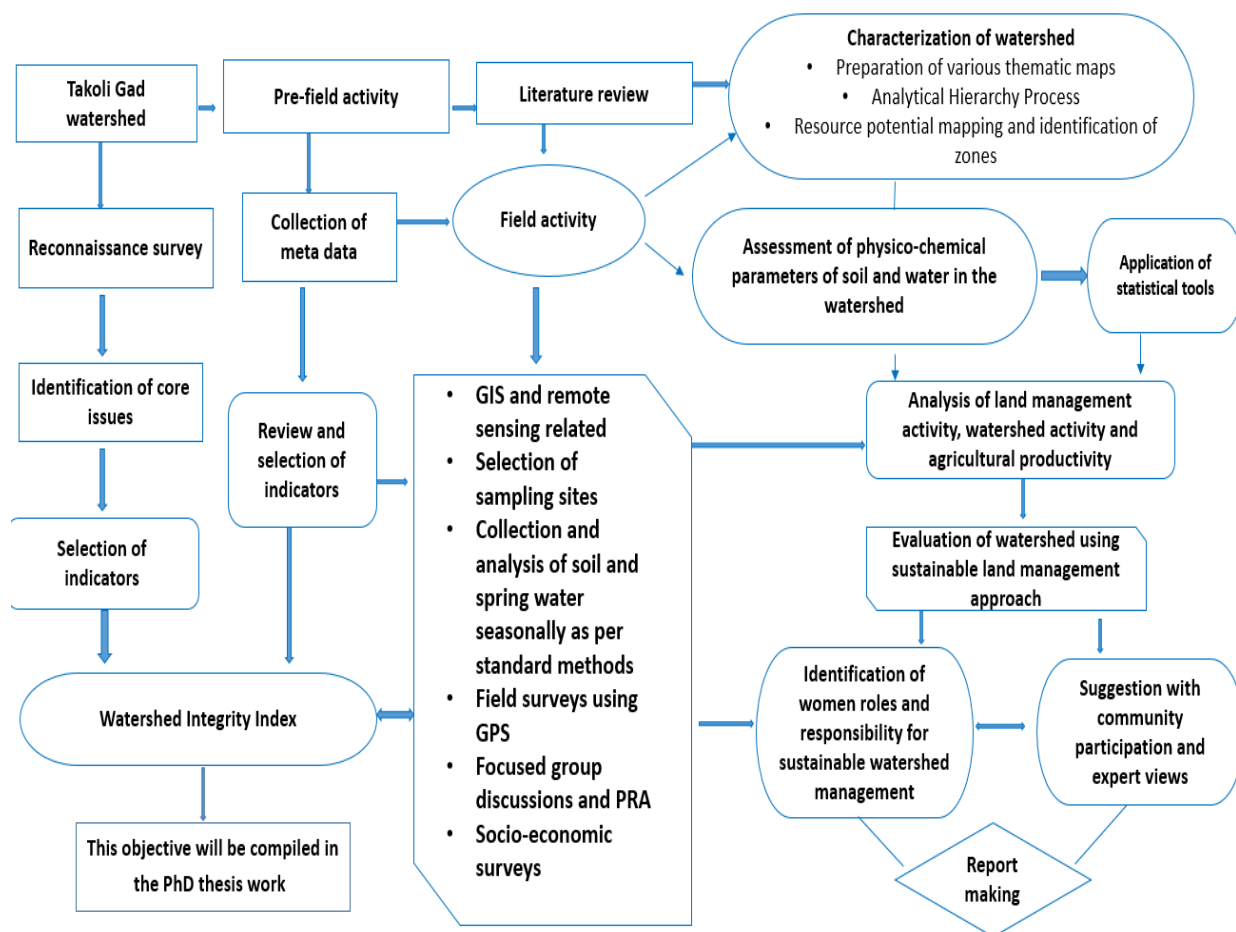 Takoli Gad
watershed
Pre-field activity
Literature review
Characterization of watershed
• Preparation of various thematic maps
• Analytical Hierarchy Process
• Resource potential mapping and identification of
zones
Reconnaissance survey
Collection of
meta data
Field activity
Assessment of physico-chemical
parameters of soil and water in the
watershed
Application of
statistical tools
Identification of core
issues
Review and
selection of
indicators
• GIS and remote
sensing related
• Selection of
sampling sites
• Collection and
analysis of soil and
spring water
seasonally as per
standard methods
• Field surveys using
GPS
• Focused group
discussions and PRA
• Socio-economic
surveys
Analysis of land management
activity, watershed activity and
agricultural productivity
Selection of
indicators
Evaluation of watershed using
sustainable land management
approach
Watershed Integrity Index
Identification of
women roles and
responsibility for
sustainable watershed
management
Suggestion with
community
participation and
expert views
This objective will be compiled in
the PhD thesis work
Report
making